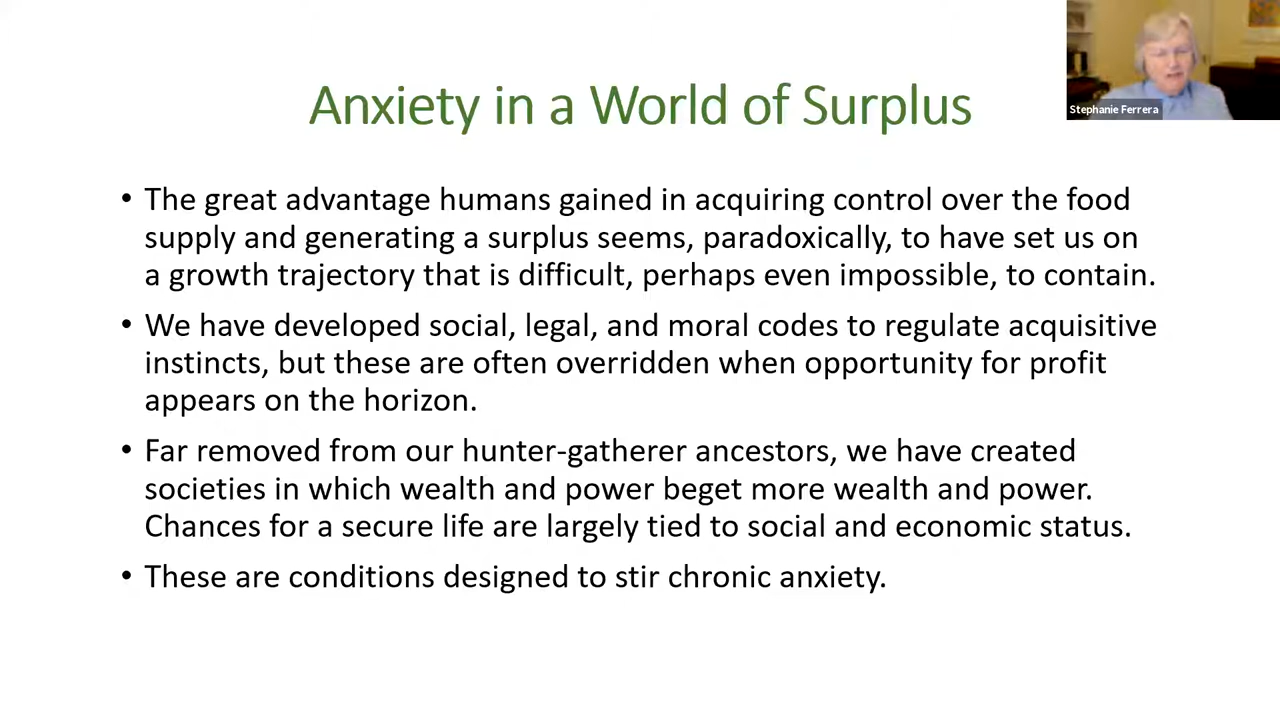 Stephanie Ferrera
Anxiety in a World of Surplus
• The great advantage humans gained in acquiring control over the food
supply and generating a surplus seems, paradoxically, to have set us on
a growth trajectory that is difficult, perhaps even impossible, to contain.
• We have developed social, legal, and moral codes to regulate acquisitive
instincts, but these are often overridden when opportunity for profit
appears on the horizon.
• Far removed from our hunter-gatherer ancestors, we have created
societies in which wealth and power beget more wealth and power.
Chances for a secure life are largely tied to social and economic status.
• These are conditions designed to stir chronic anxiety.